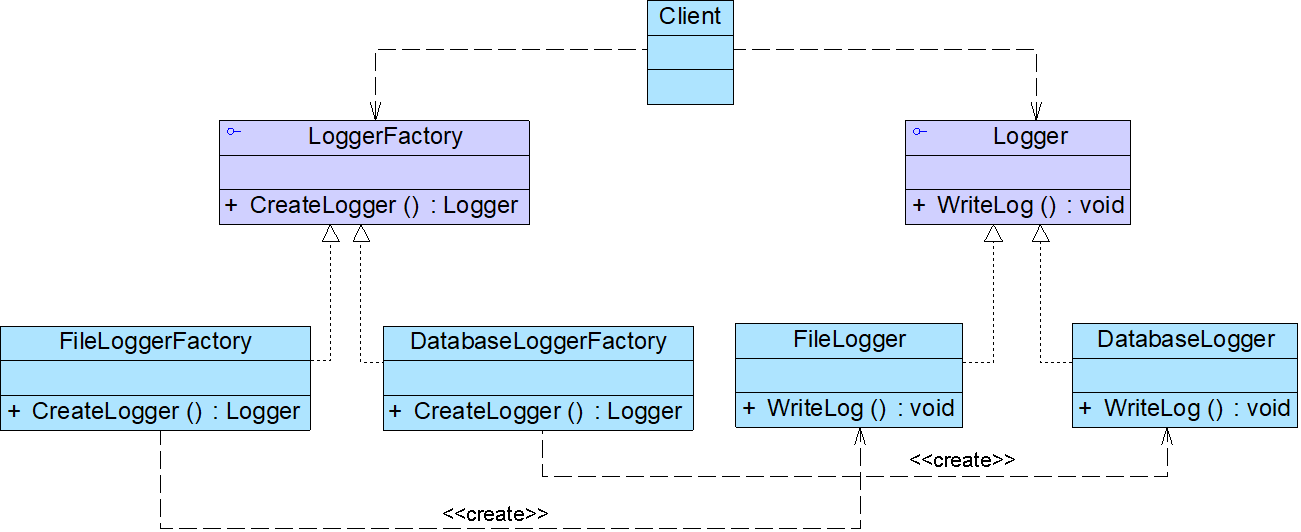 Client
LoggerFactory
+ CreateLogger () : Logger
Logger
+ WriteLog () : void
FileLoggerFactory
+ CreateLogger () : Logger
DatabaseLoggerFactory
+ CreateLogger () : Logger
FileLogger
+ WriteLog () : void
DatabaseLogger
+ WriteLog () : void
<<create>>
<<create>>